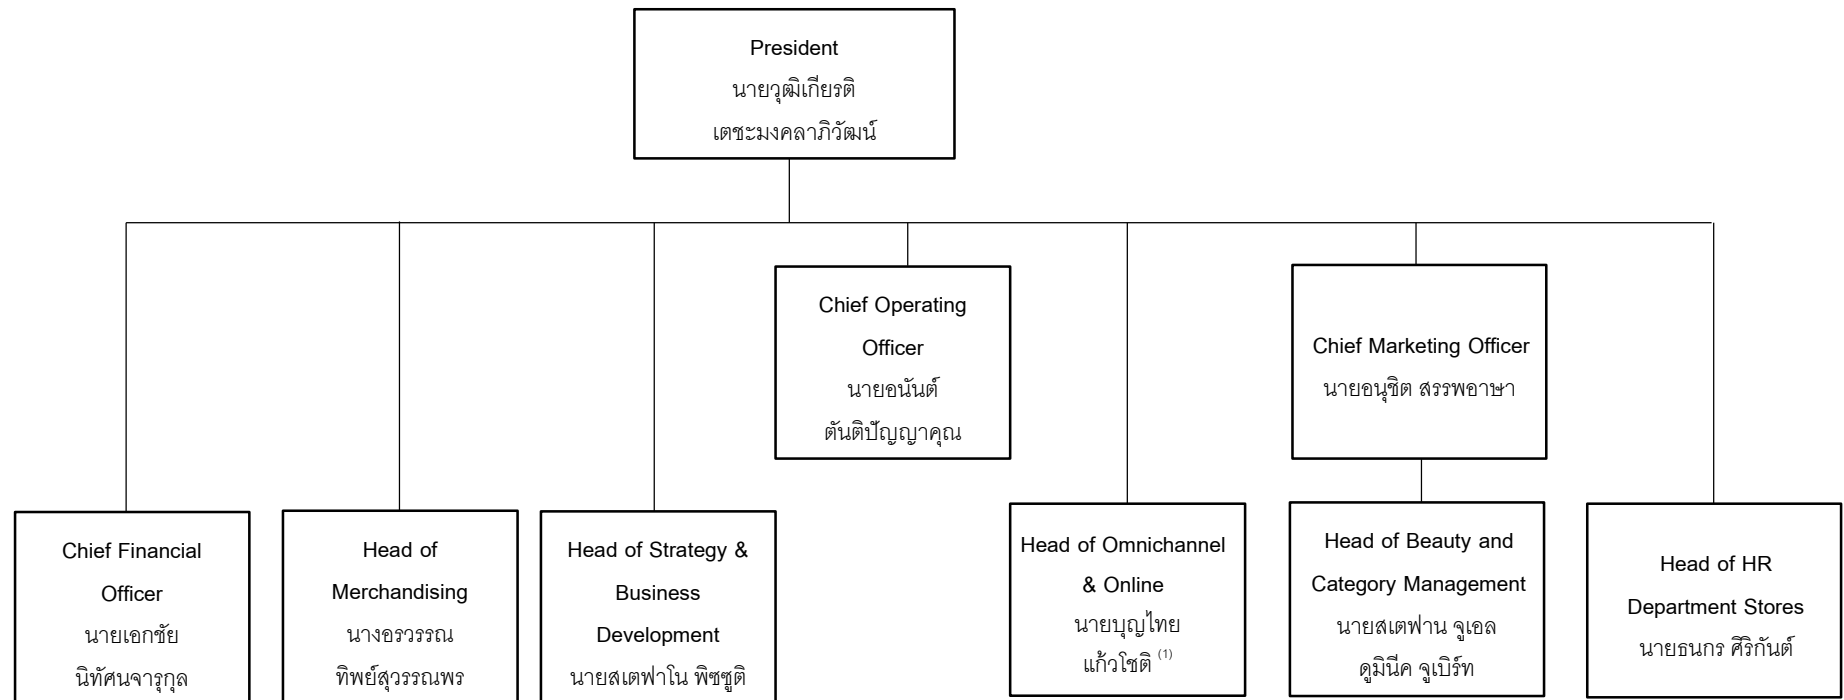 President
นายวุฒิเกียรติ
เตชะมงคลาภิวัฒน์
Chief Operating
Officer
นายอนันต์
ตันติปัญญาคุณ
Chief Marketing Officer
นายอนุชิต สรรพอาษา
Chief Financial
Officer
นายเอกชัย
นิทัศนจารุกุล
Head of
Merchandising
นางอรวรรณ
ทิพย์สุวรรณพร
Head of Strategy &
Business
Development
นายสเตฟาโน พิซซูติ
Head of Omnichannel
& Online
นายบุญไทย
แก้วโชติ (1)
Head of Beauty and
Category Management
นายสเตฟาน จูเอล
ดูมินีค จูเบิร์ท
Head of HR
Department Stores
นายธนกร ศิริกันต์